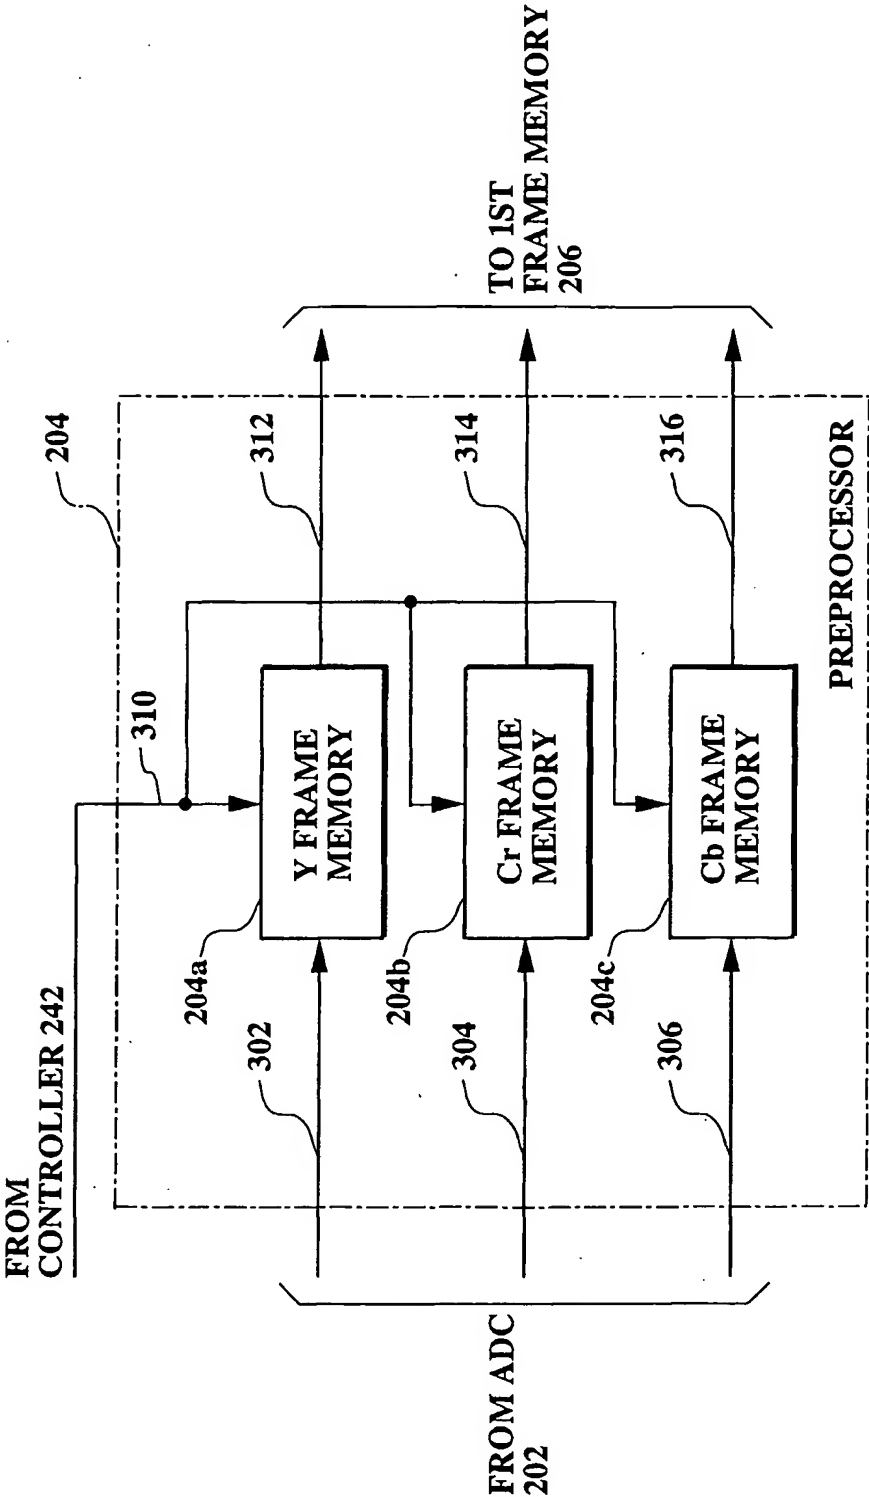 FROM
CONTROLLER 242
310
204
204a
Y FRAME
MEMORY
302
312
204b
Cr FRAME
MEMORY
304
314
204c
Cb FRAME
MEMORY
306
316
FROM ADC
202
TO 1ST
FRAME MEMORY
206
PREPROCESSOR